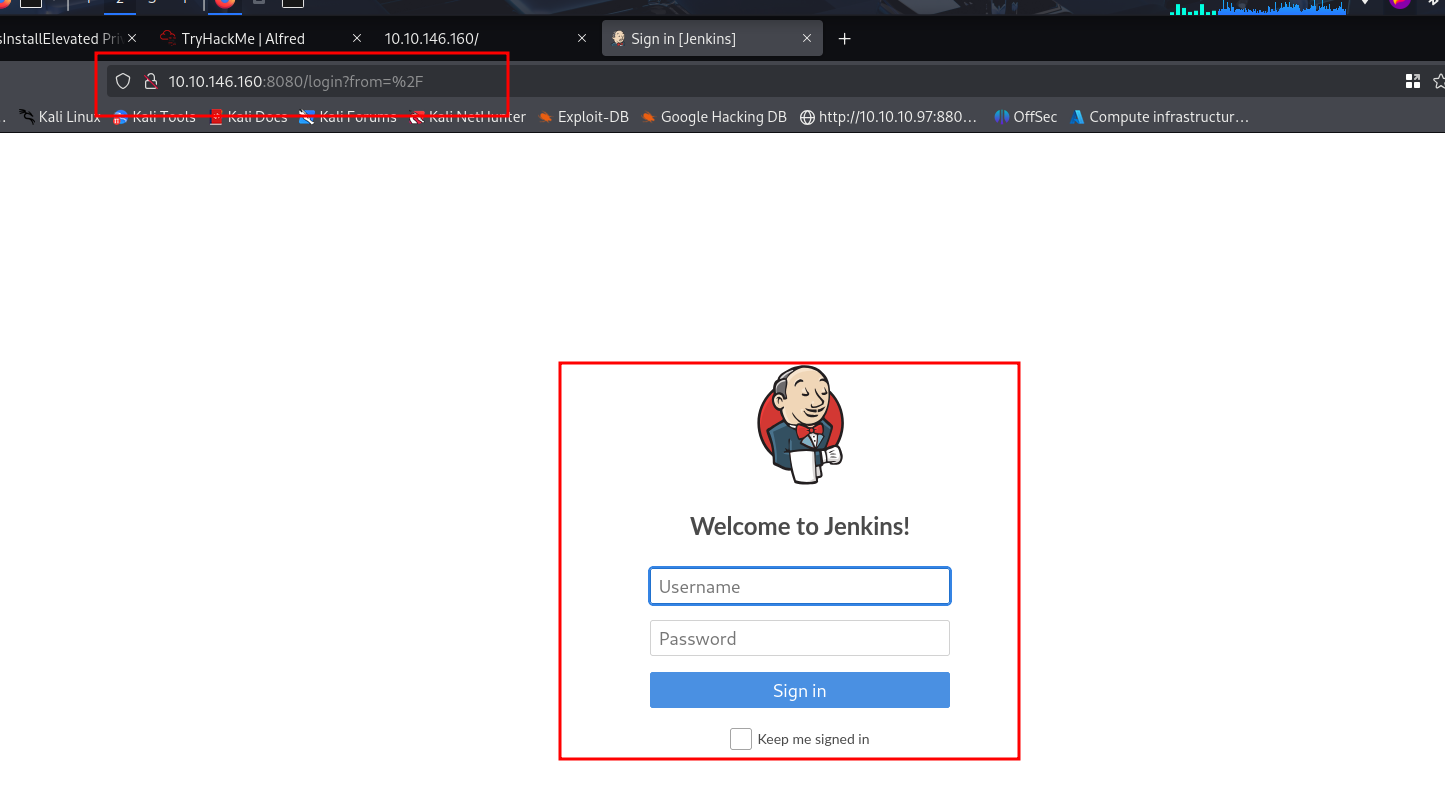 sInstallElevated Priv TryHackMe | Alfred 10.10.146.160/ Sign in [Jenkins]
10.10.146.160:8080/login?from=%2F
Kali Linux Kali Tools Kali Docs Kali Forums Kali NetHunter Exploit-DB Google Hacking DB http://10.10.10.97:880… OffSec Compute infrastructur…
Welcome to Jenkins!
Username
Password
Sign in
Keep me signed in